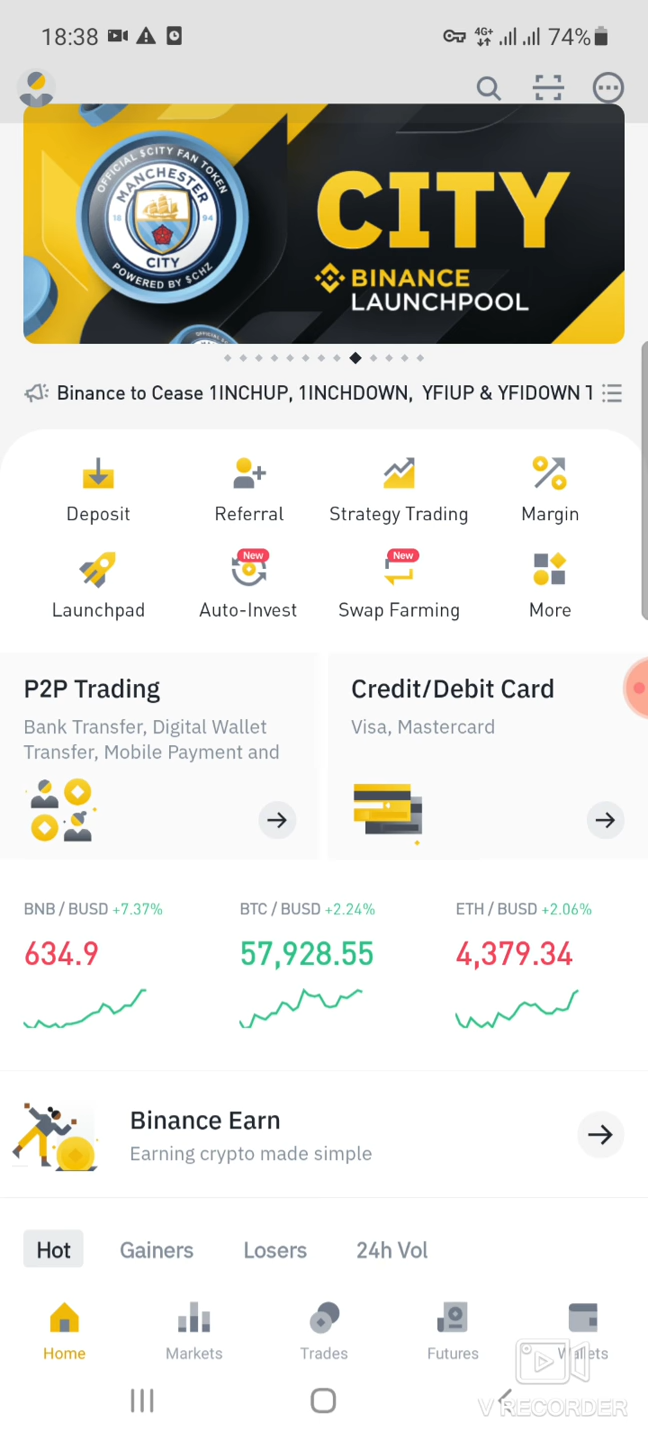 18:38
4G+
74%
OFFICIAL $CITY FAN TOKEN
MANCHESTER
18 94
CITY
POWERED BY $CHZ
CITY
BINANCE
LAUNCHPOOL
Binance to Cease 1INCHUP, 1INCHDOWN, YFIUP & YFIDOWN T
Deposit
Referral
Strategy Trading
Margin
New
New
Launchpad
Auto-Invest
Swap Farming
More
P2P Trading
Bank Transfer, Digital Wallet
Transfer, Mobile Payment and
Credit/Debit Card
Visa, Mastercard
BNB / BUSD +7.37%
634.9
BTC / BUSD +2.24%
57,928.55
ETH / BUSD +2.06%
4,379.34
Binance Earn
Earning crypto made simple
Hot
Gainers
Losers
24h Vol
Home
Markets
Trades
Futures
Wallets
V RECORDER